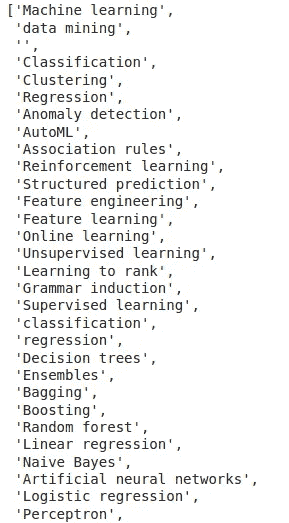 ['Machine learning',
'data mining',
'',
'Classification',
'Clustering',
'Regression',
'Anomaly detection',
'AutoML',
'Association rules',
'Reinforcement learning',
'Structured prediction',
'Feature engineering',
'Feature learning',
'Online learning',
'Unsupervised learning',
'Learning to rank',
'Grammar induction',
'Supervised learning',
'classification',
'regression',
'Decision trees',
'Ensembles',
'Bagging',
'Boosting',
'Random forest',
'Linear regression',
'Naive Bayes',
'Artificial neural networks',
'Logistic regression',
'Perceptron',